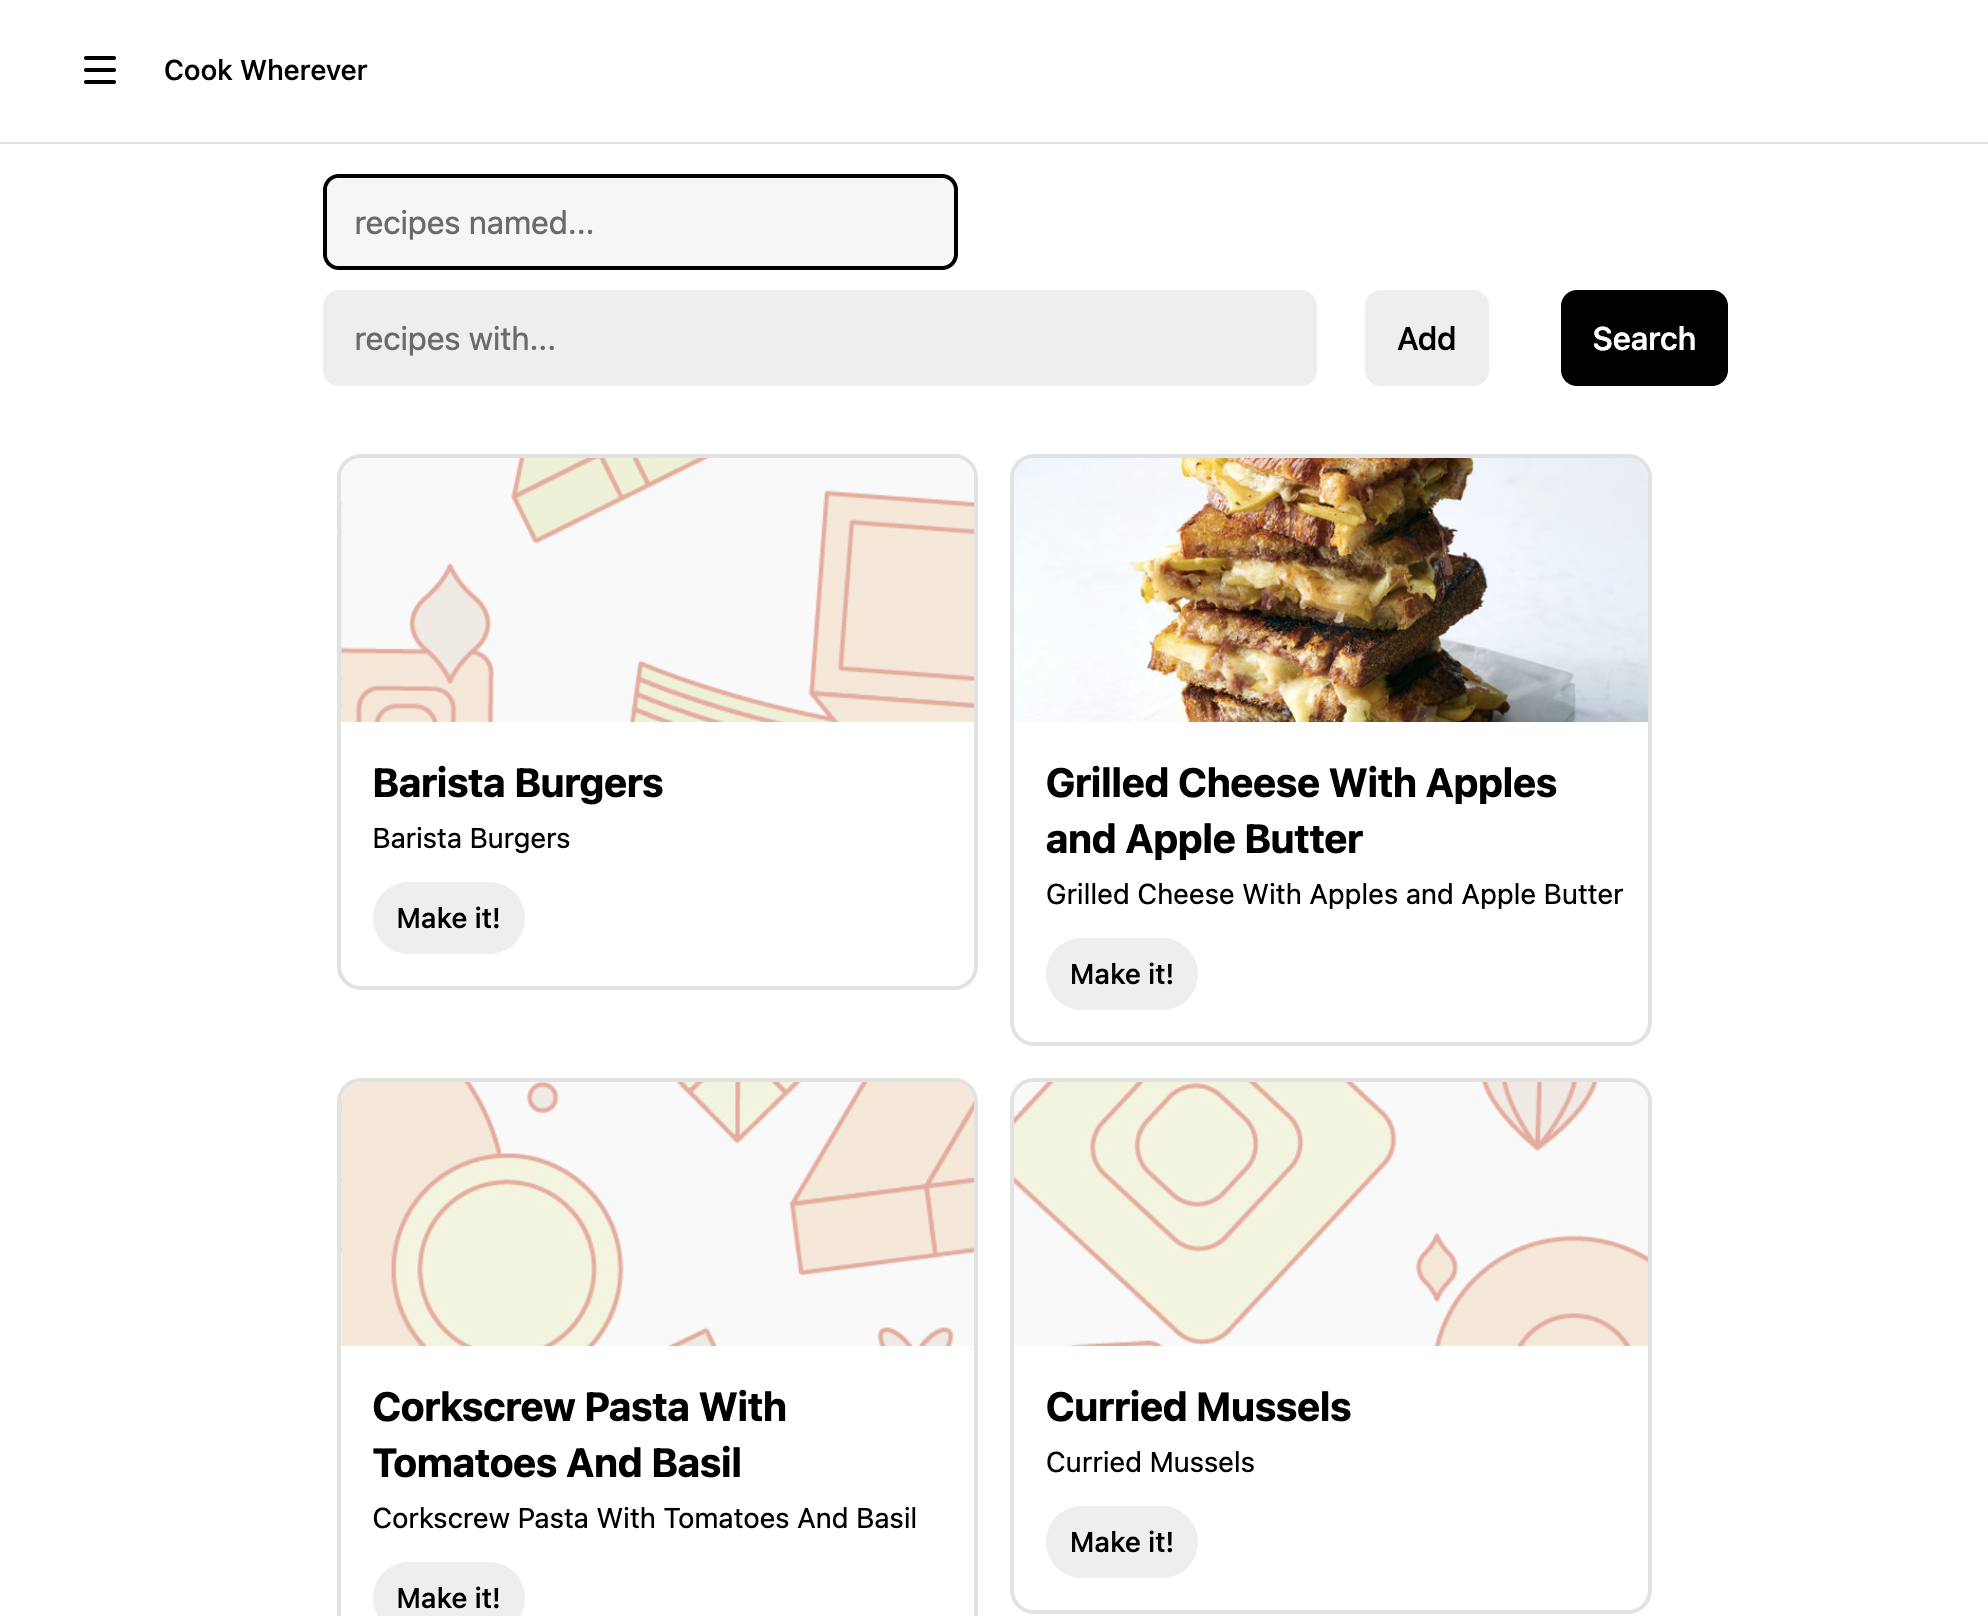 Cook Wherever
recipes named...
recipes with...
Add
Search
Barista Burgers
Barista Burgers
Make it!
Grilled Cheese With Apples
and Apple Butter
Grilled Cheese With Apples and Apple Butter
Make it!
Corkscrew Pasta With
Tomatoes And Basil
Corkscrew Pasta With Tomatoes And Basil
Make it!
Curried Mussels
Curried Mussels
Make it!